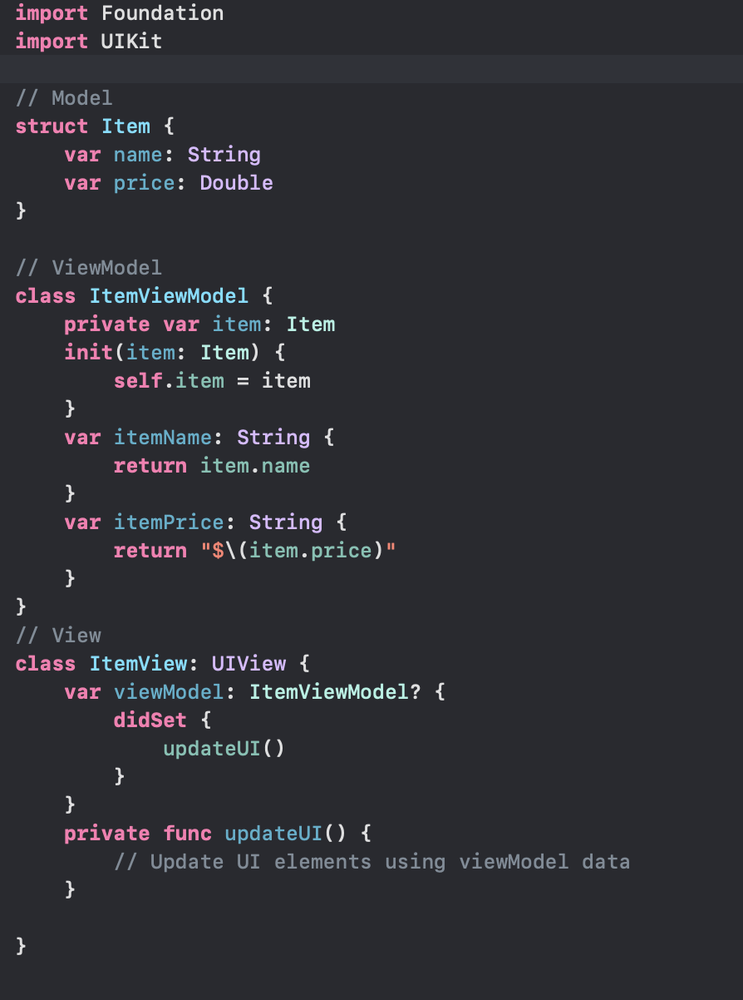 import Foundation
import UIKit

// Model
struct Item {
    var name: String
    var price: Double
}

// ViewModel
class ItemViewModel {
    private var item: Item
    init(item: Item) {
        self.item = item
    }
    var itemName: String {
        return item.name
    }
    var itemPrice: String {
        return "$\(item.price)"
    }
}
// View
class ItemView: UIView {
    var viewModel: ItemViewModel? {
        didSet {
            updateUI()
        }
    }
    private func updateUI() {
        // Update UI elements using viewModel data
    }

}